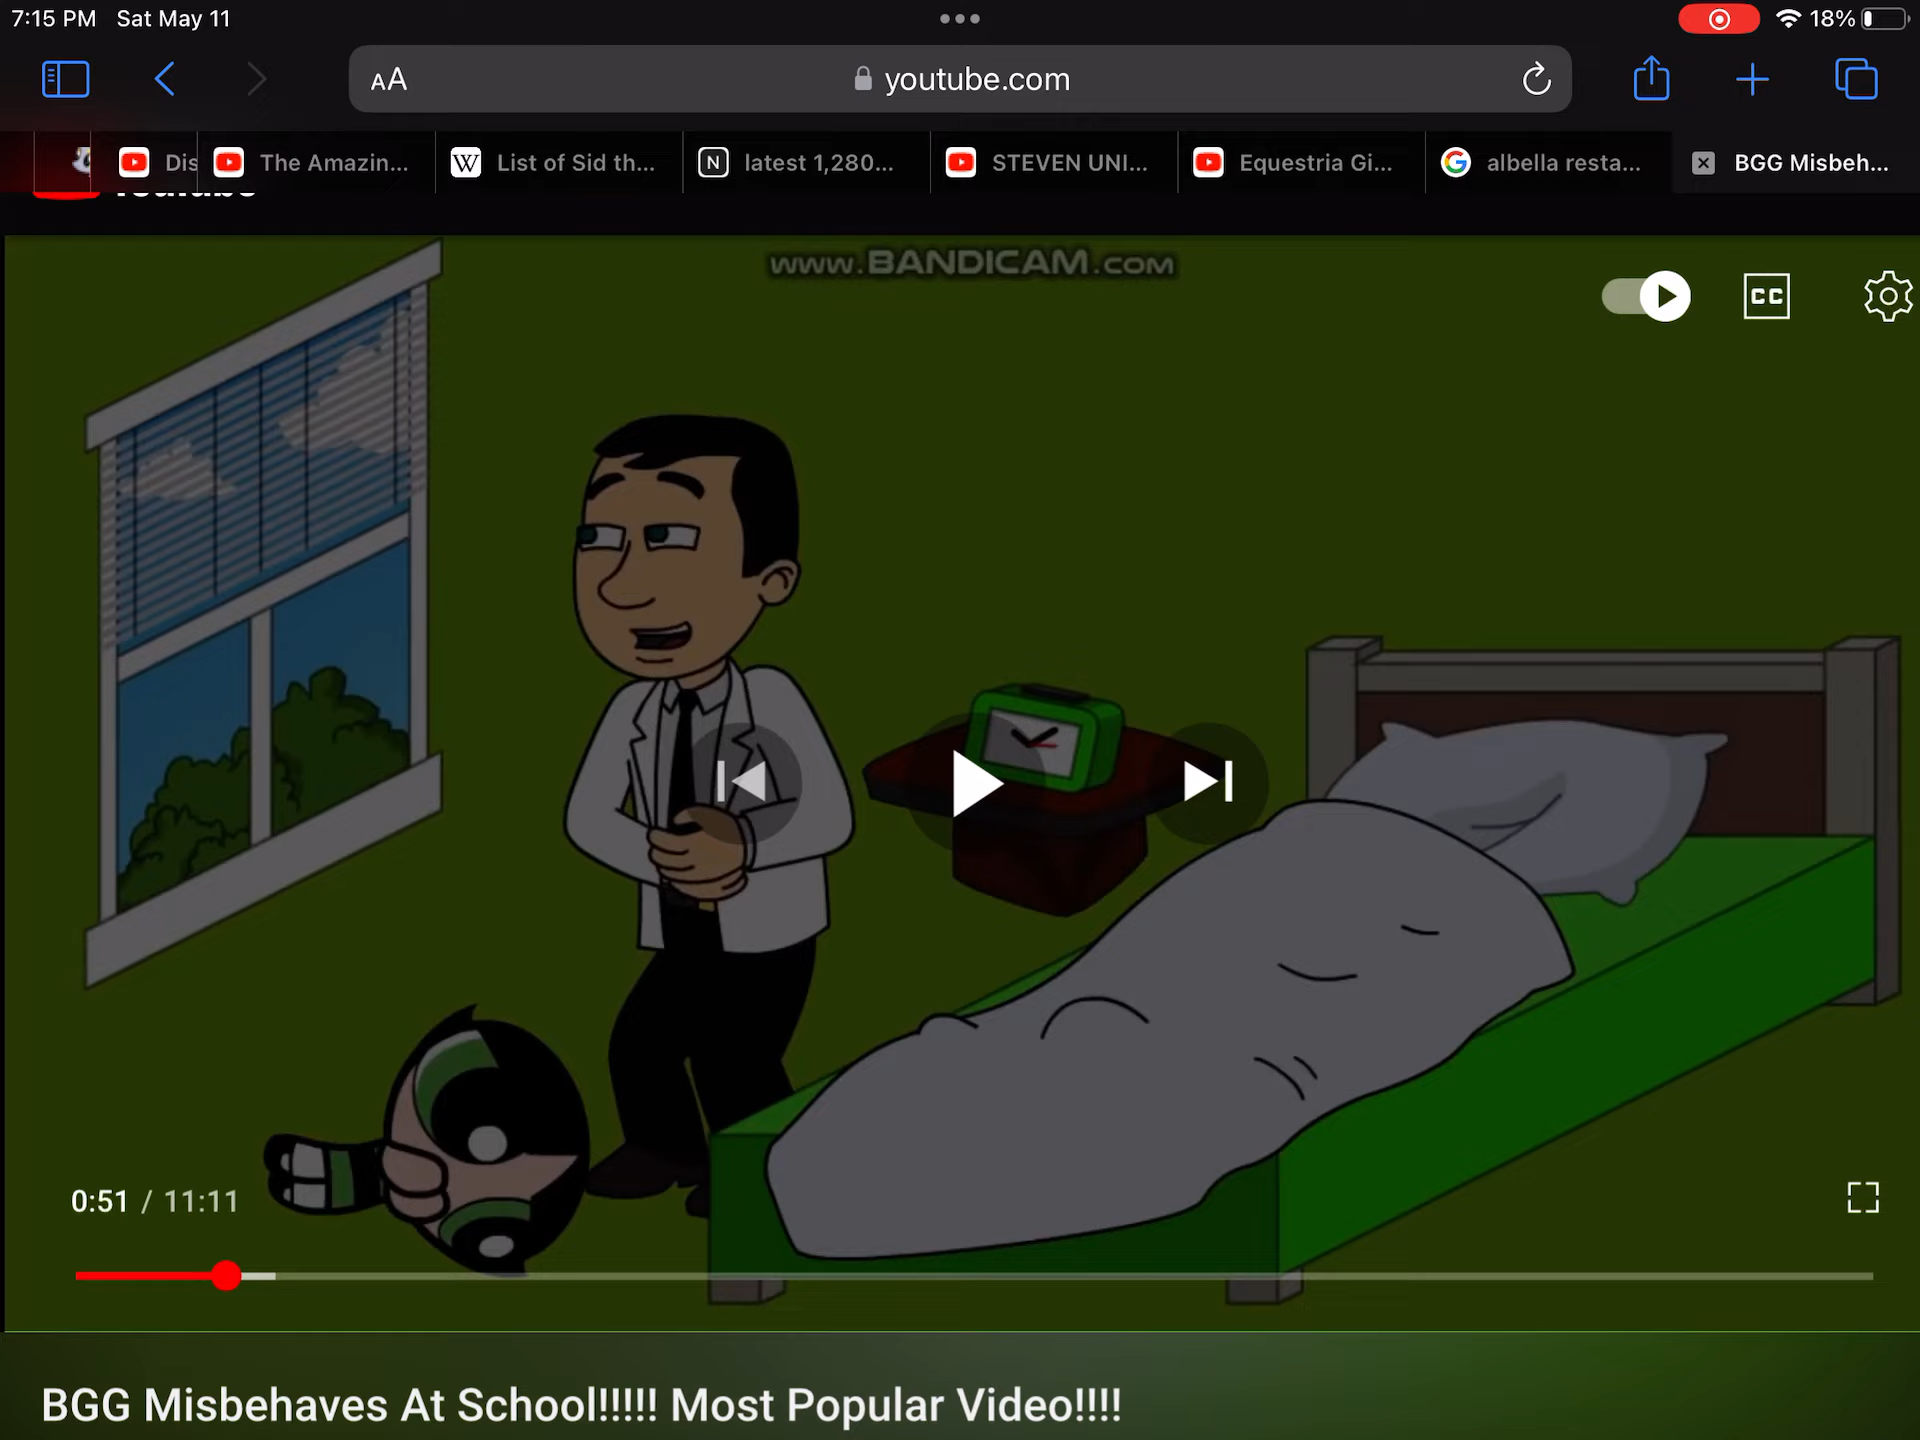 7:15 PM Sat May 11
18%
AA
youtube.com
Dis
The Amazin...
List of Sid th...
latest 1,280...
STEVEN UNI...
Equestria Gi...
albella resta...
BGG Misbeh...
www.BANDICAM.com
CC
0:51 / 11:11
BGG Misbehaves At School!!!!! Most Popular Video!!!!